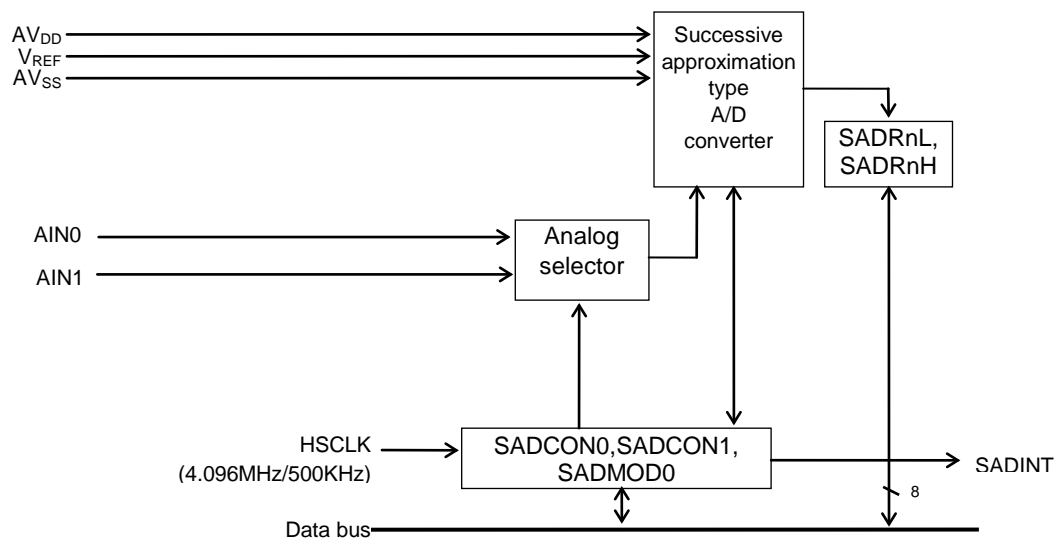 AVDD
VREF
AVSS
Successive
approximation
type
A/D
converter
SADRnL,
SADRnH
AIN0
AIN1
Analog
selector
HSCLK
(4.096MHz/500KHz)
SADCON0,SADCON1,
SADMOD0
SADINT
8
Data bus